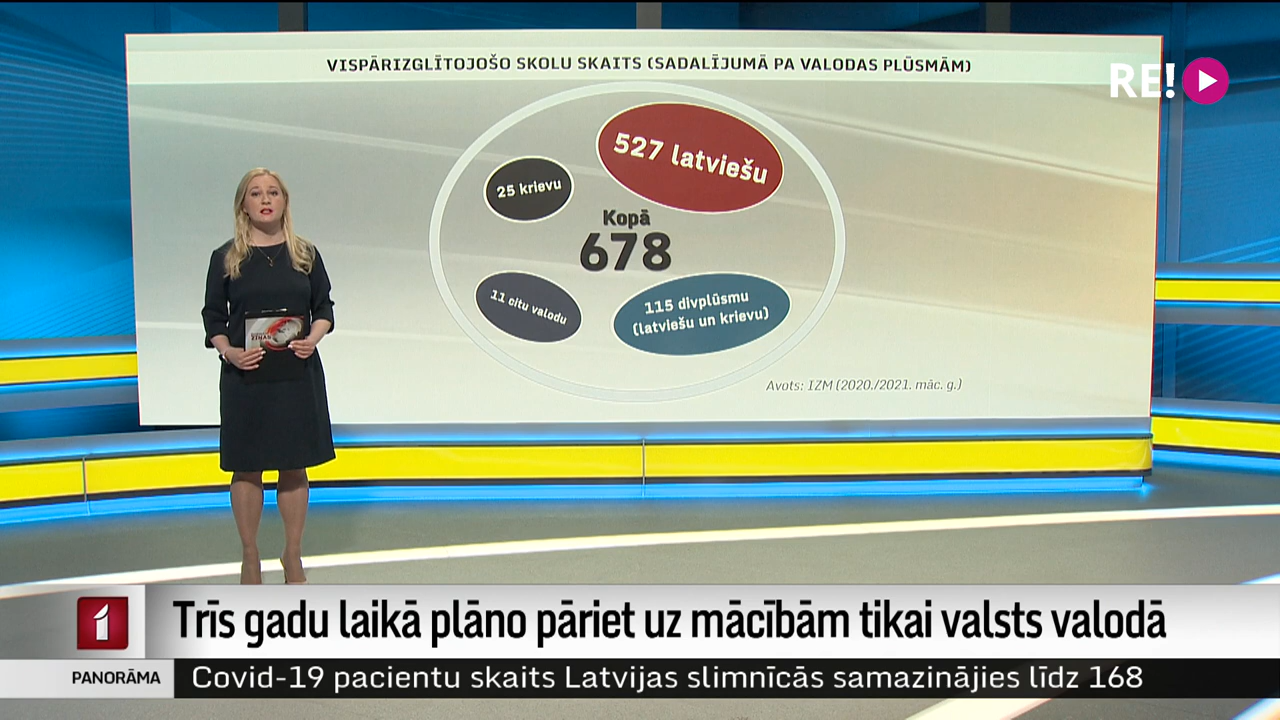 VISPĀRIZGLĪTOJOŠO SKOLU SKAITS (SADALĪJUMĀ PA VALODAS PLŪSMĀM)
RE!
527 latviešu
25 krievu
Kopā
678
11 citu valodu
115 divplūsmu
(latviešu un krievu)
Avots: IZM (2020./2021. māc. g.)
ZIŅAS
1 Trīs gadu laikā plāno pāriet uz mācībām tikai valsts valodā
PANORĀMA Covid-19 pacientu skaits Latvijas slimnīcās samazinājies līdz 168